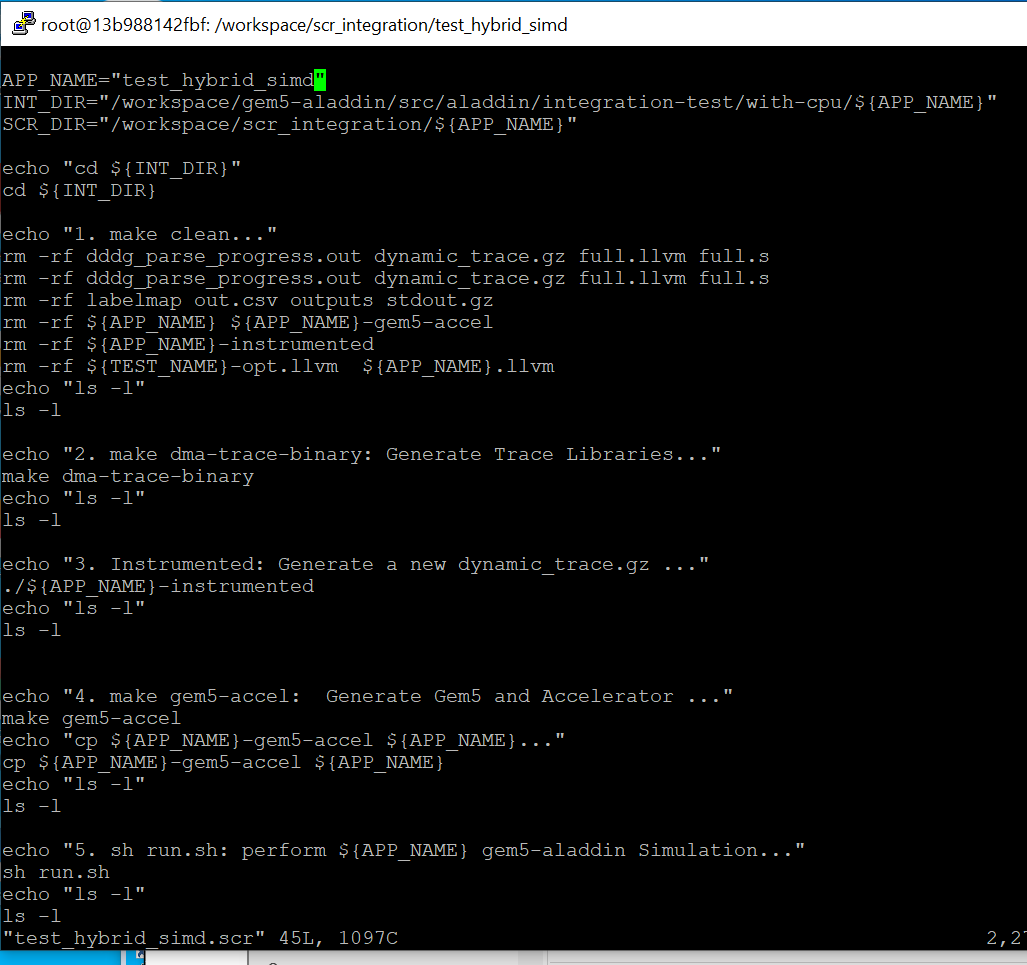 root@13b988142fbf: /workspace/scr_integration/test_hybrid_simd
APP_NAME="test_hybrid_simd"
INT_DIR="/workspace/gem5-aladdin/src/aladdin/integration-test/with-cpu/${APP_NAME}"
SCR_DIR="/workspace/scr_integration/${APP_NAME}"
echo "cd ${INT_DIR}"
cd ${INT_DIR}
echo "1. make clean..."
rm -rf dddg_parse_progress.out dynamic_trace.gz full.llvm full.s
rm -rf dddg_parse_progress.out dynamic_trace.gz full.llvm full.s
rm -rf labelmap out.csv outputs stdout.gz
rm -rf ${APP_NAME} ${APP_NAME}-gem5-accel
rm -rf ${APP_NAME}-instrumented
rm -rf ${TEST_NAME}-opt.llvm  ${APP_NAME}.llvm
echo "ls -l"
ls -l
echo "2. make dma-trace-binary: Generate Trace Libraries..."
make dma-trace-binary
echo "ls -l"
ls -l
echo "3. Instrumented: Generate a new dynamic_trace.gz ..."
./${APP_NAME}-instrumented
echo "ls -l"
ls -l
echo "4. make gem5-accel:  Generate Gem5 and Accelerator ..."
make gem5-accel
echo "cp ${APP_NAME}-gem5-accel ${APP_NAME}..."
cp ${APP_NAME}-gem5-accel ${APP_NAME}
echo "ls -l"
ls -l
echo "5. sh run.sh: perform ${APP_NAME} gem5-aladdin Simulation..."
sh run.sh
echo "ls -l"
ls -l
"test_hybrid_simd.scr" 45L, 1097C 2,27